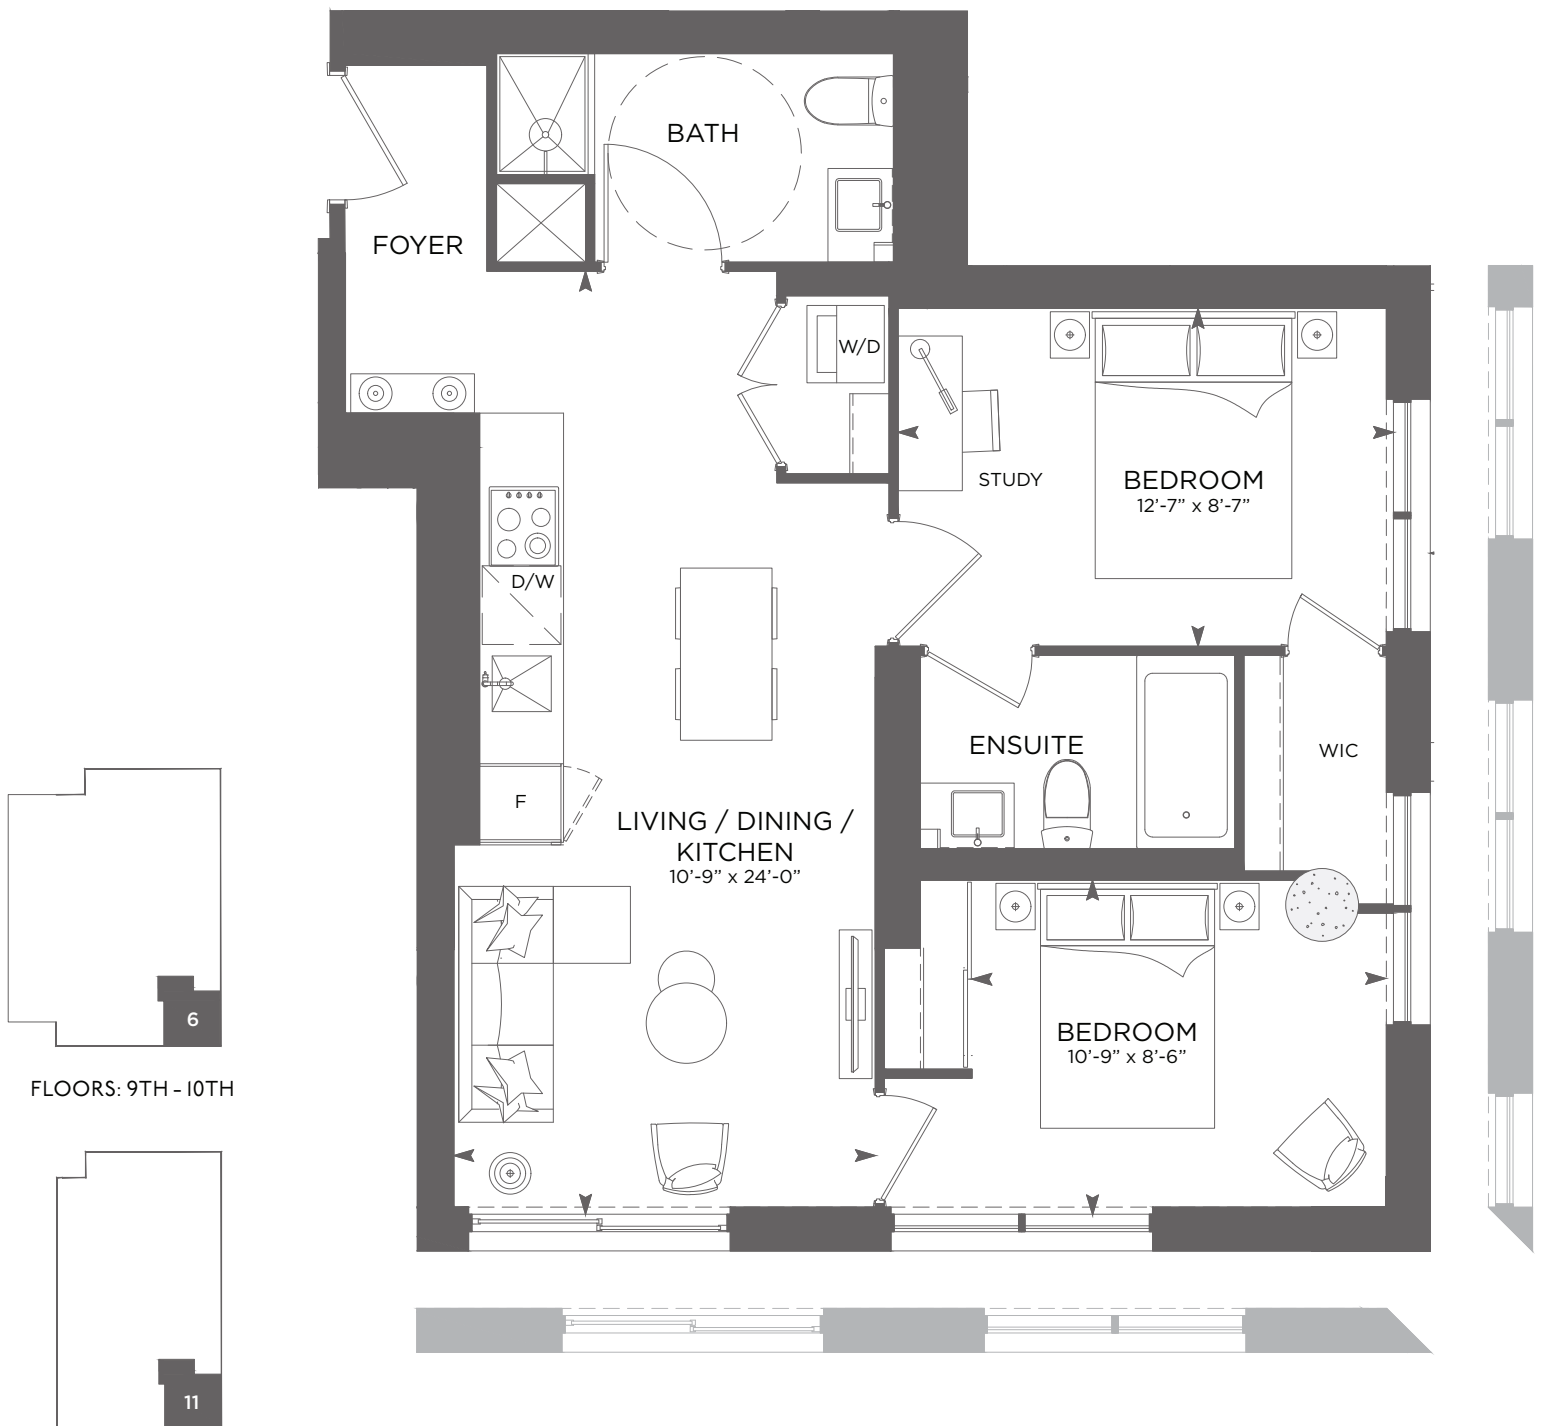 BATH
FOYER
W/D
STUDY
BEDROOM
12’-7” x 8’-7”
D/W
ENSUITE
WIC
F
LIVING / DINING /
KITCHEN
10’-9” x 24’-0”
BEDROOM
10’-9” x 8’-6”
6
FLOORS: 9TH - 10TH
11